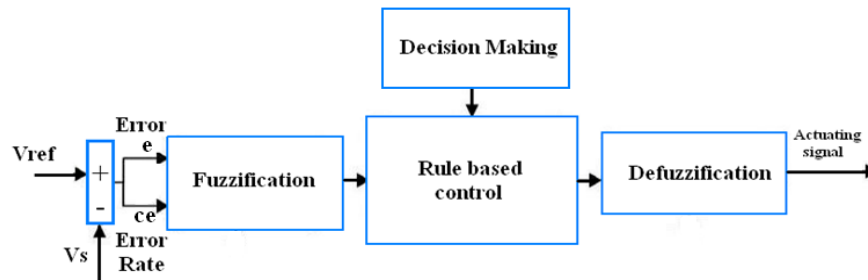 Decision Making
Error
e
Vref
+
-
Fuzzification
ce
Vs
Error
Rate
Rule based
control
Defuzzification
Actuating
signal